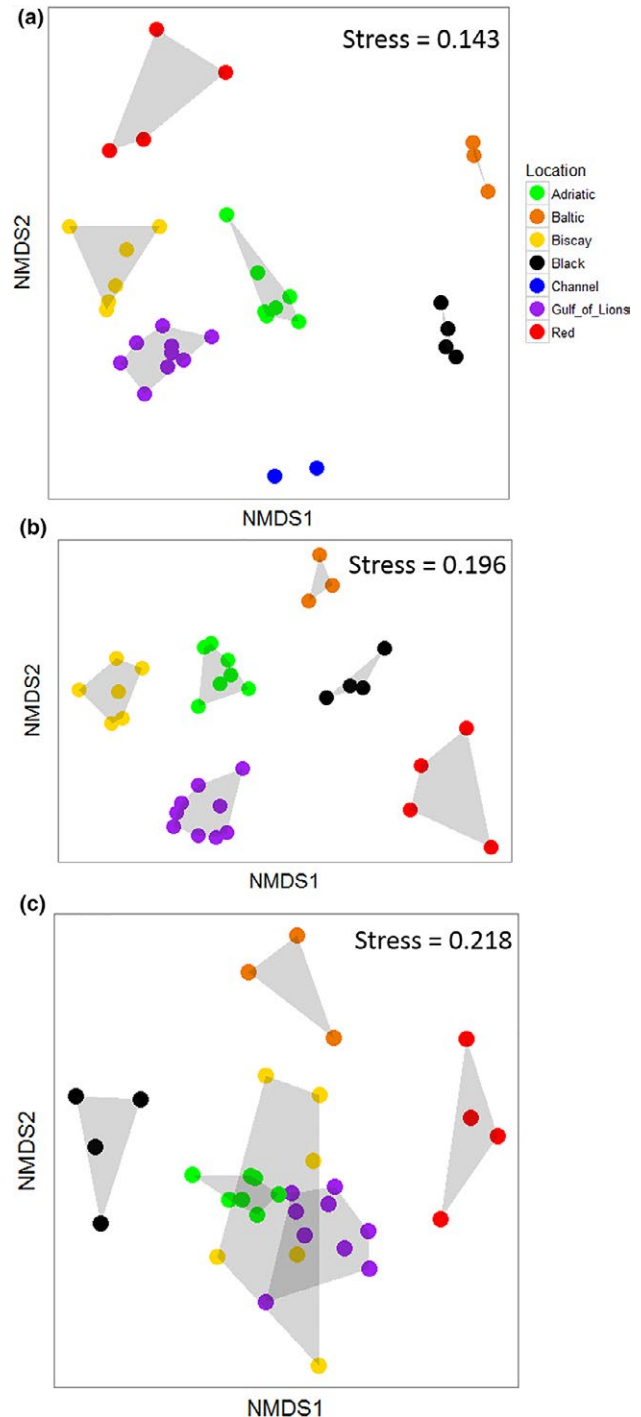 (a)
Stress = 0.143
NMDS2
NMDS1
Location
Adriatic
Baltic
Biscay
Black
Channel
Gulf_of_Lions
Red
(b)
Stress = 0.196
NMDS2
NMDS1
(c)
Stress = 0.218
NMDS2
NMDS1